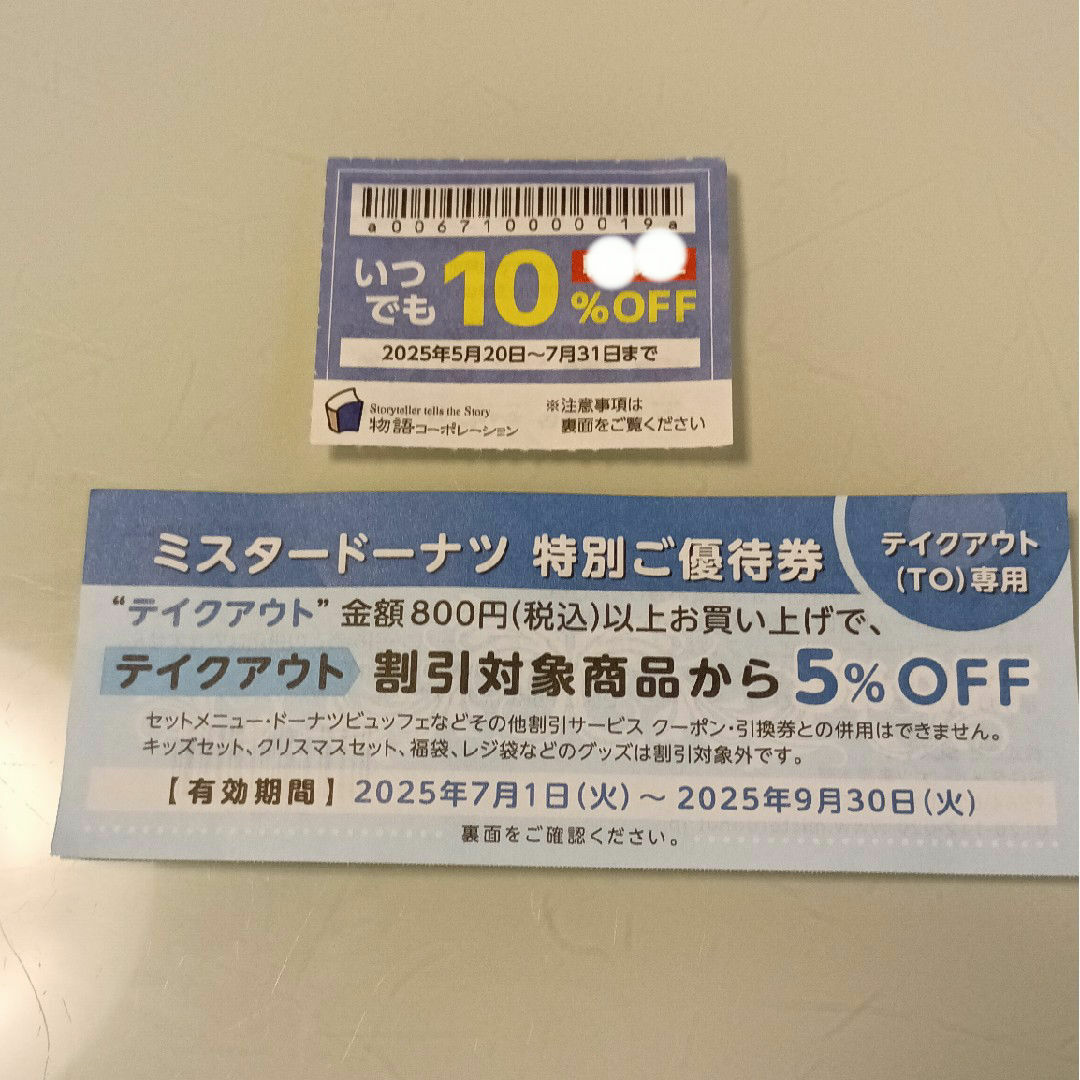 a0067100000019a
いつでも 10%OFF
2025年5月20日～7月31日まで
Storyteller tells the Story
物語コーポレーション
※注意事項は
裏面をご覧ください
ミスタードーナツ 特別ご優待券
テイクアウト
(TO)専用
“テイクアウト” 金額800円(税込)以上お買い上げで、
テイクアウト 割引対象商品から5%OFF
セットメニュー・ドーナツビュッフェなどその他割引サービス クーポン・引換券との併用はできません。
キッズセット、クリスマスセット、福袋、レジ袋などのグッズは割引対象外です。
【有効期間】2025年7月1日(火)～2025年9月30日(火)
裏面をご確認ください。